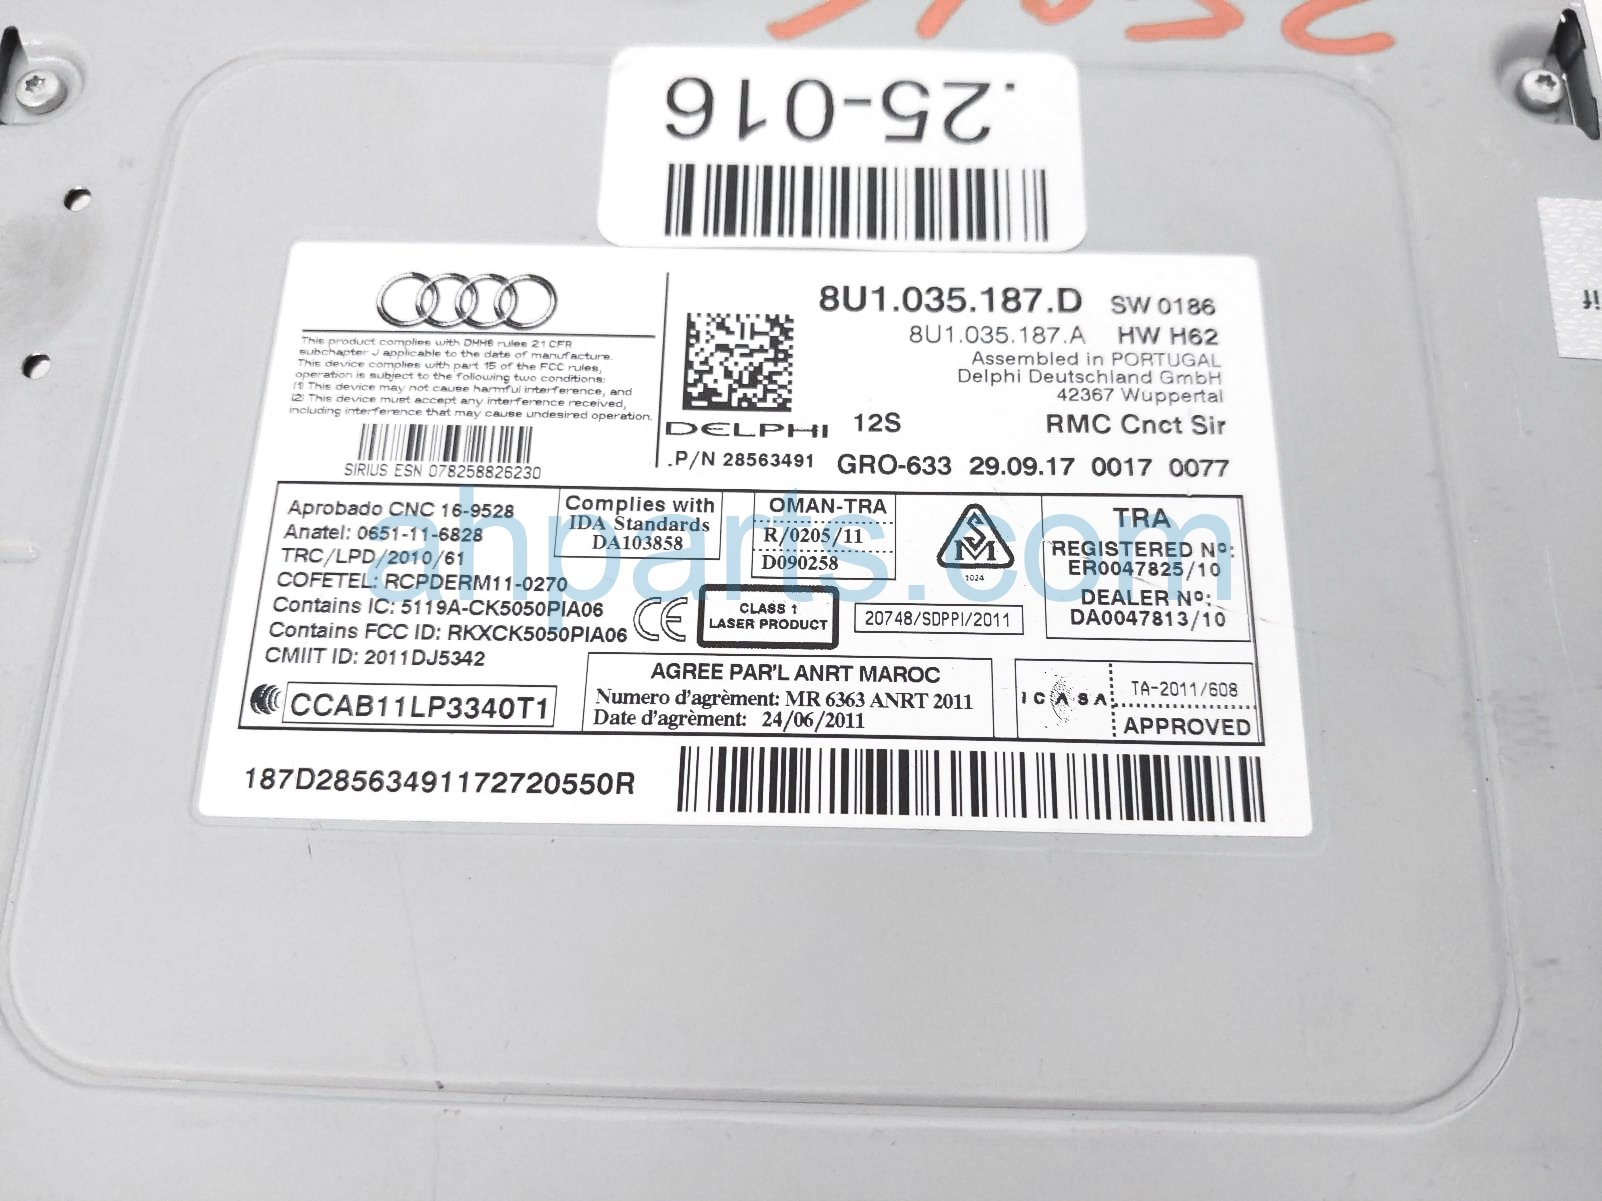 2501
.25-016
8U1.035.187.D SW 0186
8U1.035.187.A HW H62
Assembled in PORTUGAL
Delphi Deutschland GmbH
42367 Wuppertal
DELPHI 12S RMC Cnct Sir
.P/N 28563491 GRO-633 29.09.17 0017 0077
This product complies with DHHS rules 21 CFR
subchapter J applicable to the date of manufacture.
This device complies with part 15 of the FCC rules,
operation is subject to the following two conditions:
(1) This device may not cause harmful interference, and
(2) This device must accept any interference received,
including interference that may cause undesired operation.
SIRIUS ESN 078258826230
Aprobado CNC 16-9528
Anatel: 0651-11-6828
TRC/LPD/2010/61
COFETEL: RCPDERM11-0270
Contains IC: 5119A-CK5050PIA06
Contains FCC ID: RKXCK5050PIA06
CMIIT ID: 2011DJ5342
CCAB11LP3340T1
Complies with
IDA Standards
DA103858
OMAN-TRA
R/0205/11
D090258
SM
1024
TRA
REGISTERED Nº:
ER0047825/10
DEALER Nº:
DA0047813/10
CE
CLASS 1
LASER PRODUCT
20748/SDPPI/2011
AGREE PAR'L ANRT MAROC
Numero d'agrèment: MR 6363 ANRT 2011
Date d'agrèment: 24/06/2011
ICASA TA-2011/608
APPROVED
187D28563491172720550R
ahparts.com